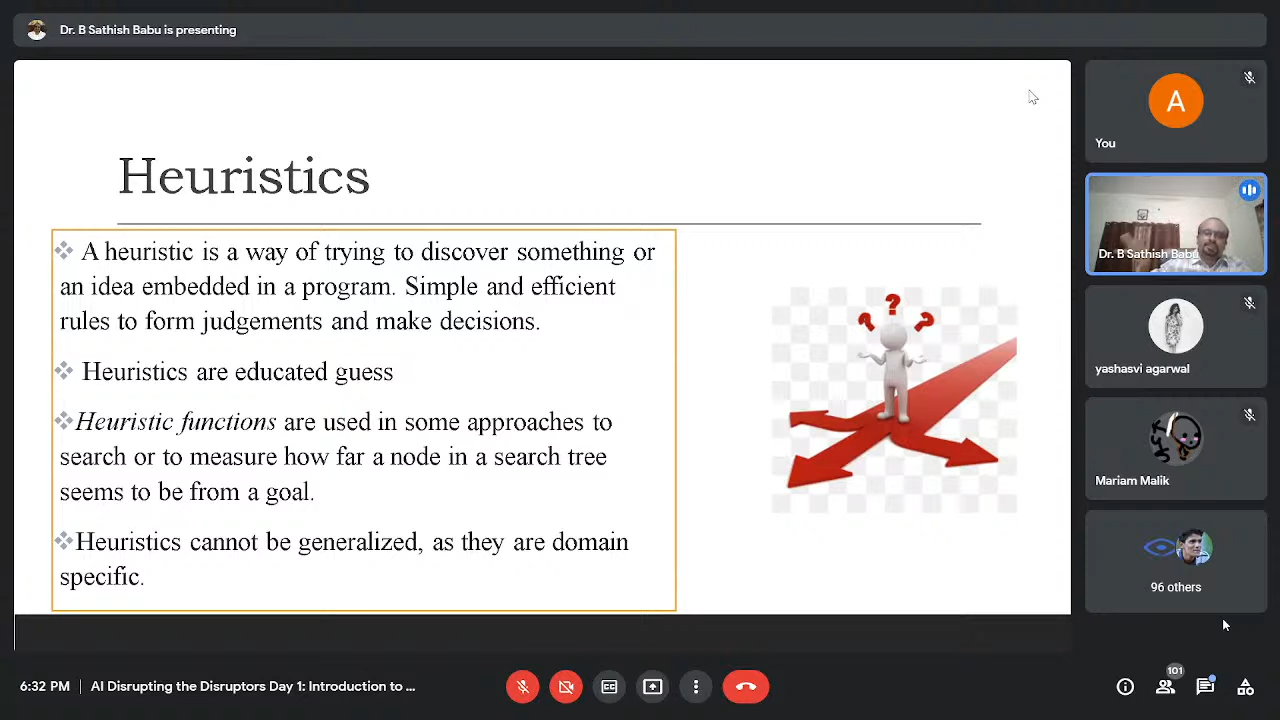 Dr. B Sathish Babu is presenting
Heuristics
❖ A heuristic is a way of trying to discover something or
an idea embedded in a program. Simple and efficient
rules to form judgements and make decisions.
❖ Heuristics are educated guess
❖Heuristic functions are used in some approaches to
search or to measure how far a node in a search tree
seems to be from a goal.
❖Heuristics cannot be generalized, as they are domain
specific.
? ? ?
A
You
Dr. B Sathish Babu
yashasvi agarwal
Mariam Malik
96 others
6:32 PM | AI Disrupting the Disruptors Day 1: Introduction to ...
CC
101